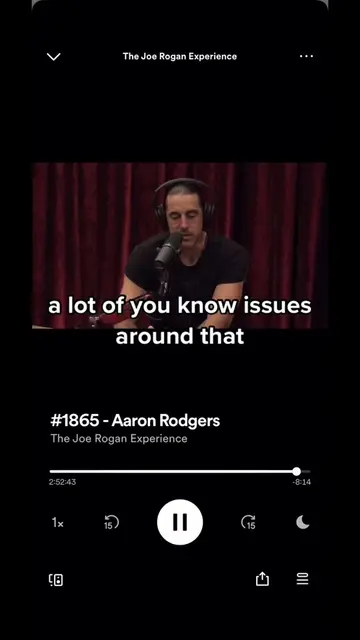 The Joe Rogan Experience
a lot of you know issues
around that
#1865 - Aaron Rodgers
The Joe Rogan Experience
2:52:43
-8:14
1x
15
15